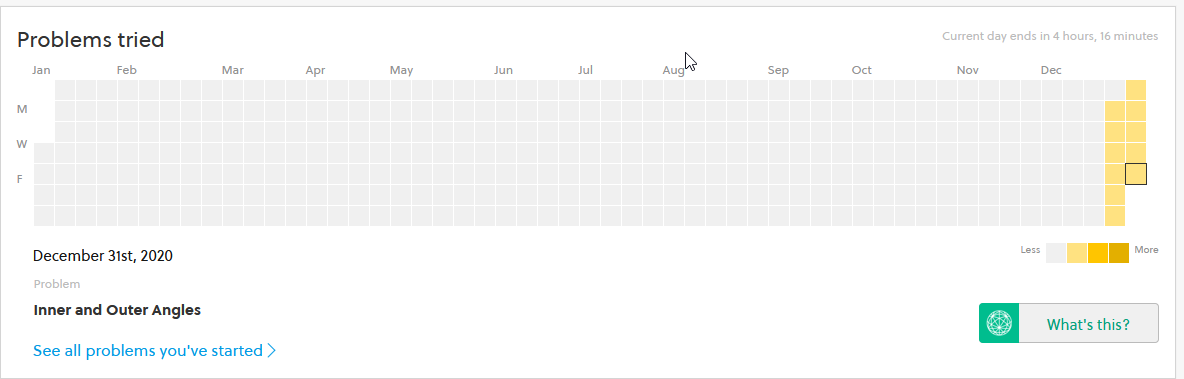 Problems tried
Current day ends in 4 hours, 16 minutes
Jan Feb Mar Apr May Jun Jul Aug Sep Oct Nov Dec
M
W
F
December 31st, 2020
Less More
Problem
Inner and Outer Angles
What's this?
See all problems you've started